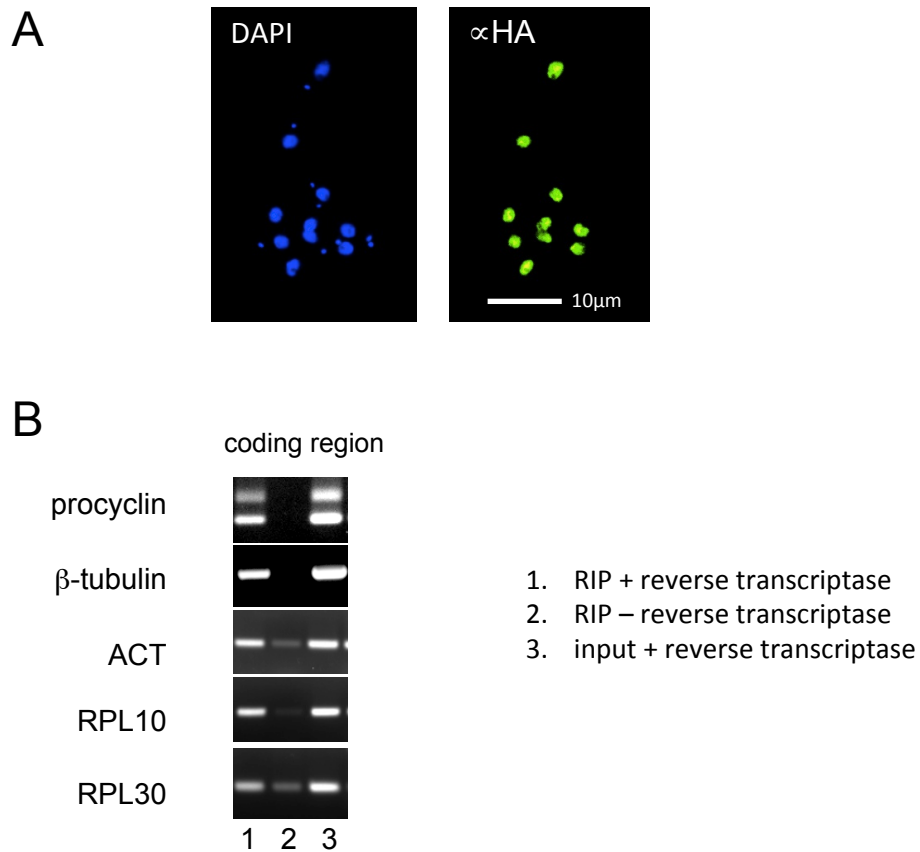 A
DAPI
∝HA
10μm
B
coding region
procyclin
β-tubulin
ACT
RPL10
RPL30
1 2 3
1. RIP + reverse transcriptase
2. RIP – reverse transcriptase
3. input + reverse transcriptase